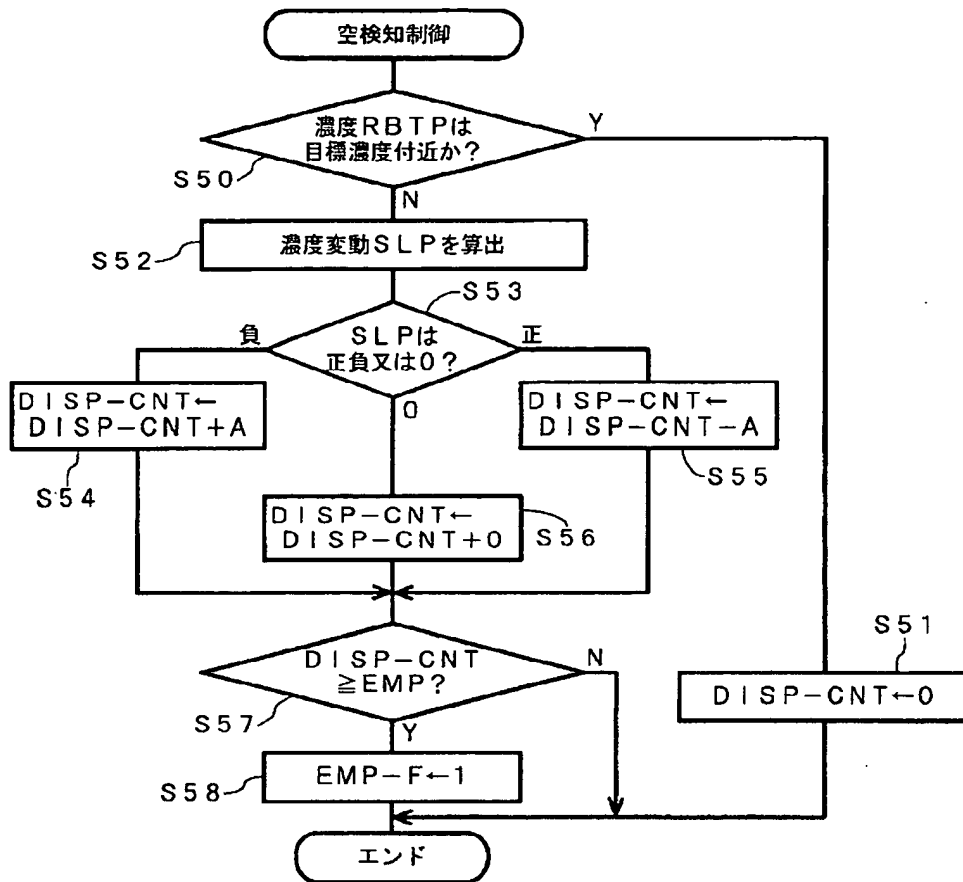 空検知制御
濃度RBTPは
目標濃度付近か?
Y
S50
N
濃度変動SLPを算出
S52
S53
負
SLPは
正負又は0?
正
0
DISP-CNT←
DISP-CNT+A
S54
DISP-CNT←
DISP-CNT-A
S55
DISP-CNT←
DISP-CNT+0
S56
DISP-CNT
≧EMP?
N
S57
Y
S51
DISP-CNT←0
EMP-F←1
S58
エンド